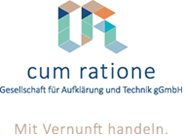 cum ratione
Gesellschaft für Aufklärung und Technik gGmbH
Mit Vernunft handeln.